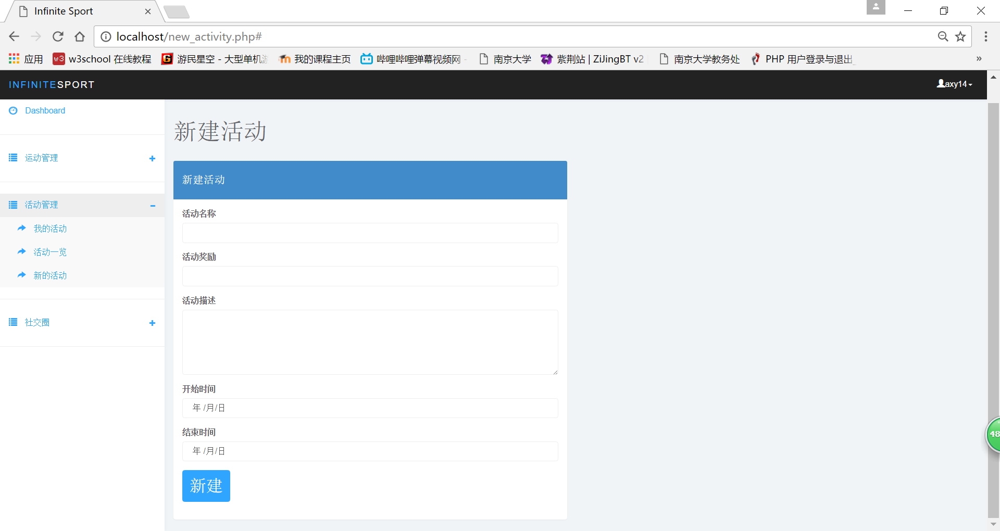 Infinite Sport
localhost/new_activity.php#
应用 w3school 在线教程 游民星空 - 大型单机游 我的课程主页 哔哩哔哩弹幕视频网 - 南京大学 紫荆站 | ZiJingBT v2 南京大学教务处 PHP 用户登录与退出_ »
INFINITESPORT axy14
Dashboard
运动管理
活动管理
我的活动
活动一览
新的活动
社交圈
新建活动
新建活动
活动名称
活动奖励
活动描述
开始时间
年 /月/日
结束时间
年 /月/日
新建
48